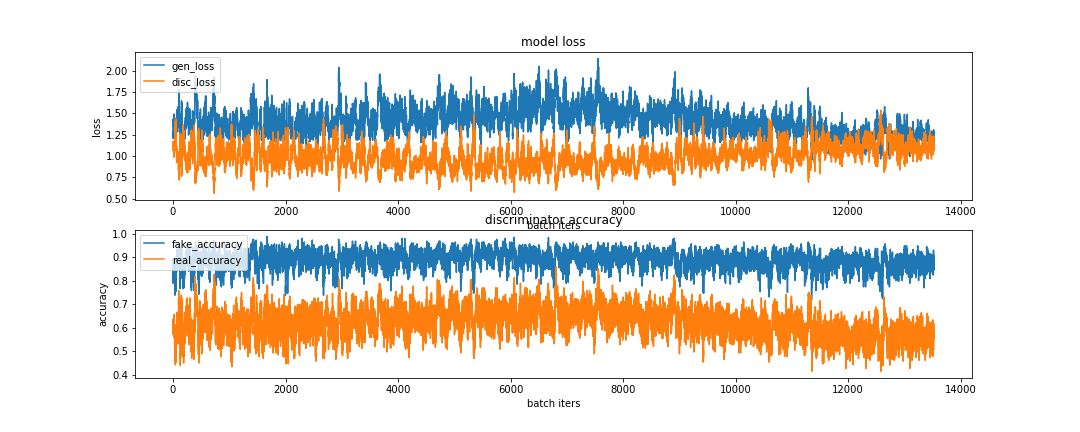 model loss
gen_loss
disc_loss
loss
2.00
1.75
1.50
1.25
1.00
0.75
0.50
0 2000 4000 6000 8000 10000 12000 14000
batch iters
discriminator accuracy
fake_accuracy
real_accuracy
accuracy
1.0
0.9
0.8
0.7
0.6
0.5
0.4
0 2000 4000 6000 8000 10000 12000 14000
batch iters